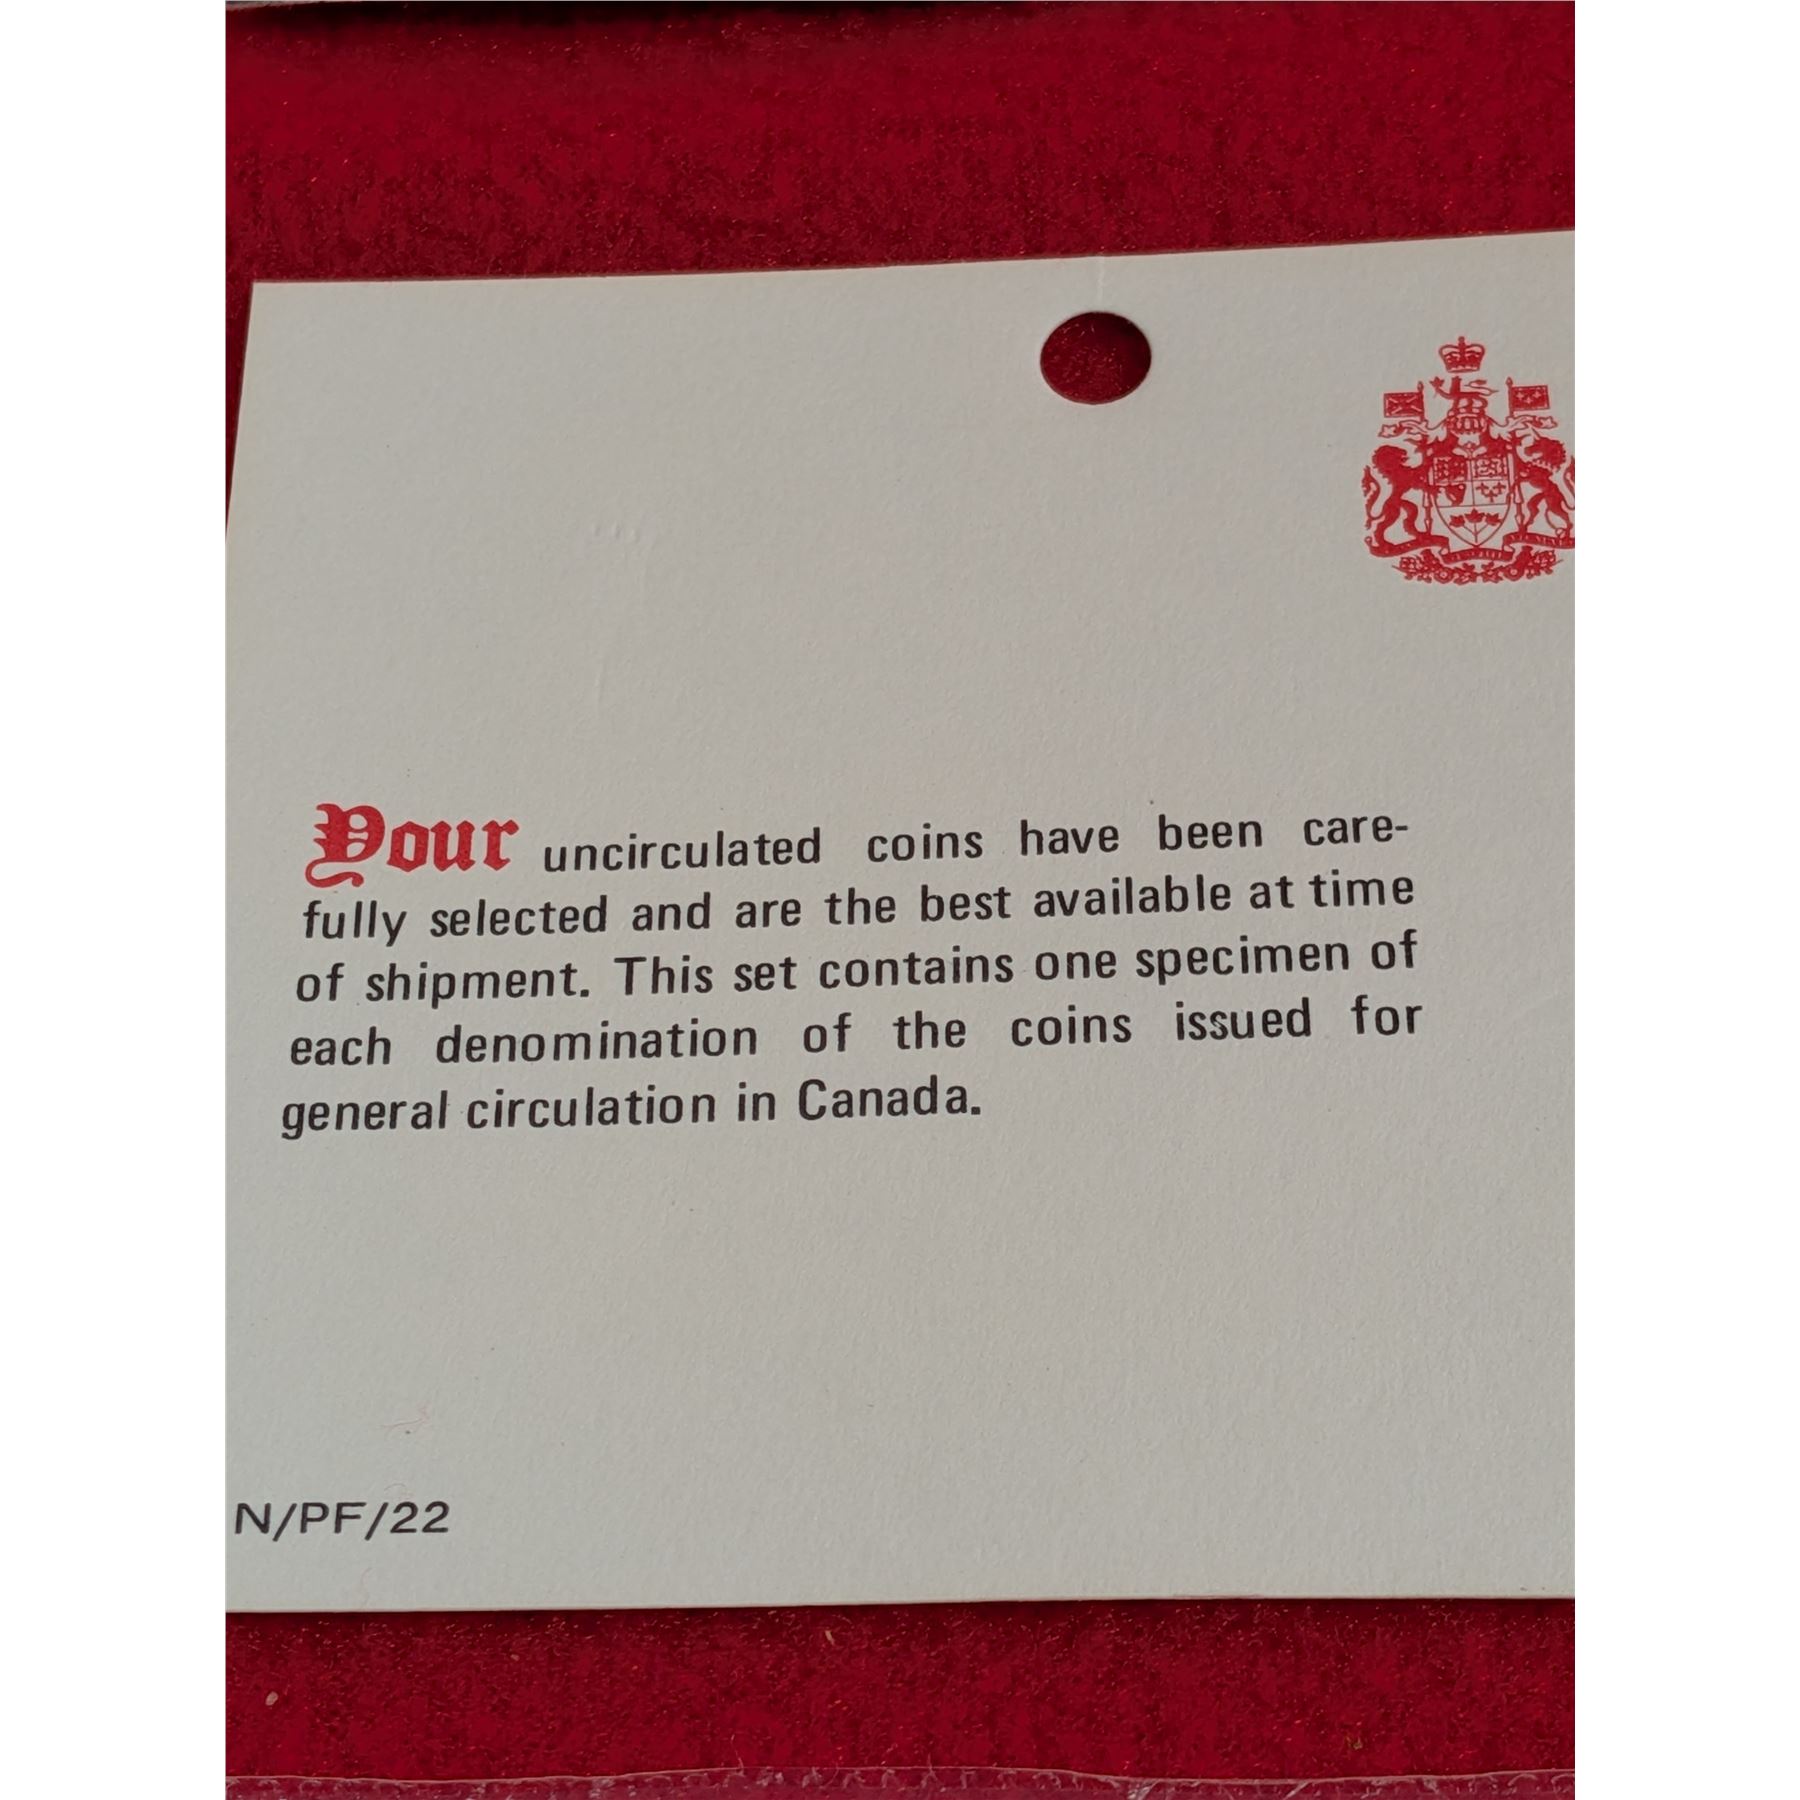 Your uncirculated coins have been care-
fully selected and are the best available at time
of shipment. This set contains one specimen of
each denomination of the coins issued for
general circulation in Canada.
N/PF/22